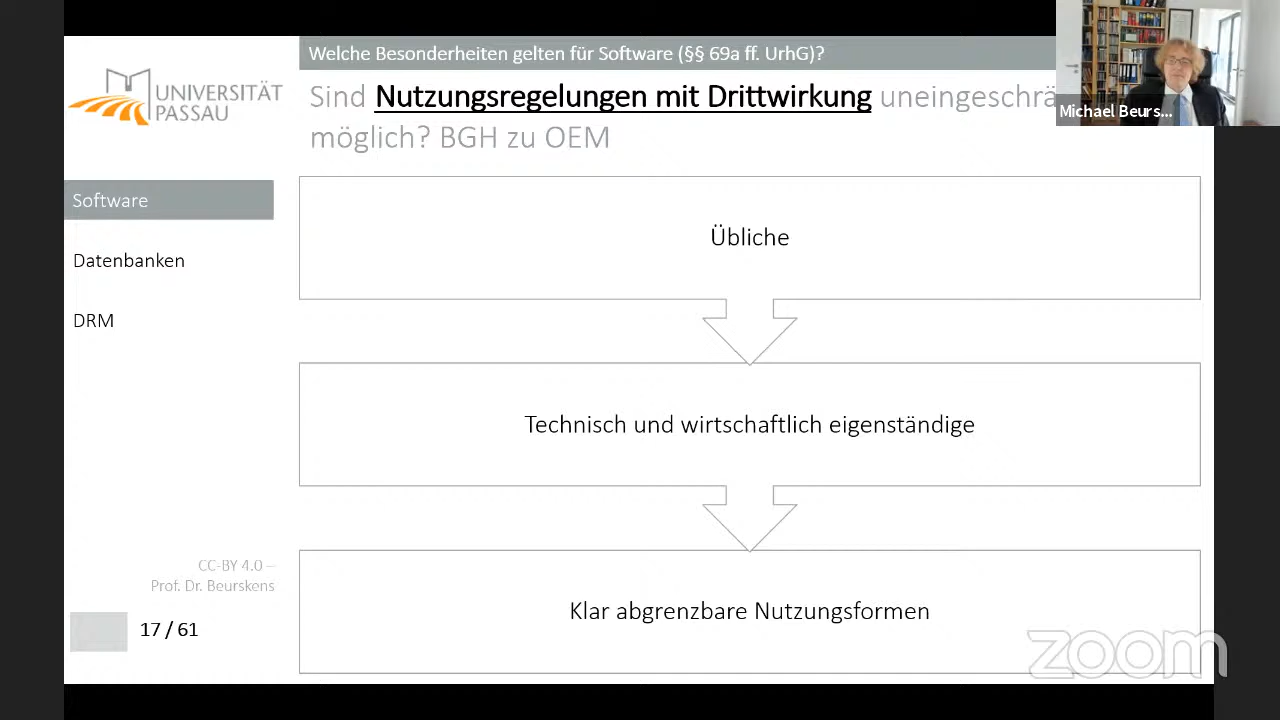 Welche Besonderheiten gelten für Software (§§ 69a ff. UrhG)?
Sind Nutzungsregelungen mit Drittwirkung
möglich? BGH zu OEM
Michael Beurs...
UNIVERSITÄT
PASSAU
Software
Datenbanken
DRM
Übliche
Technisch und wirtschaftlich eigenständige
Klar abgrenzbare Nutzungsformen
CC-BY 4.0 –
Prof. Dr. Beurskens
17 / 61
zoom